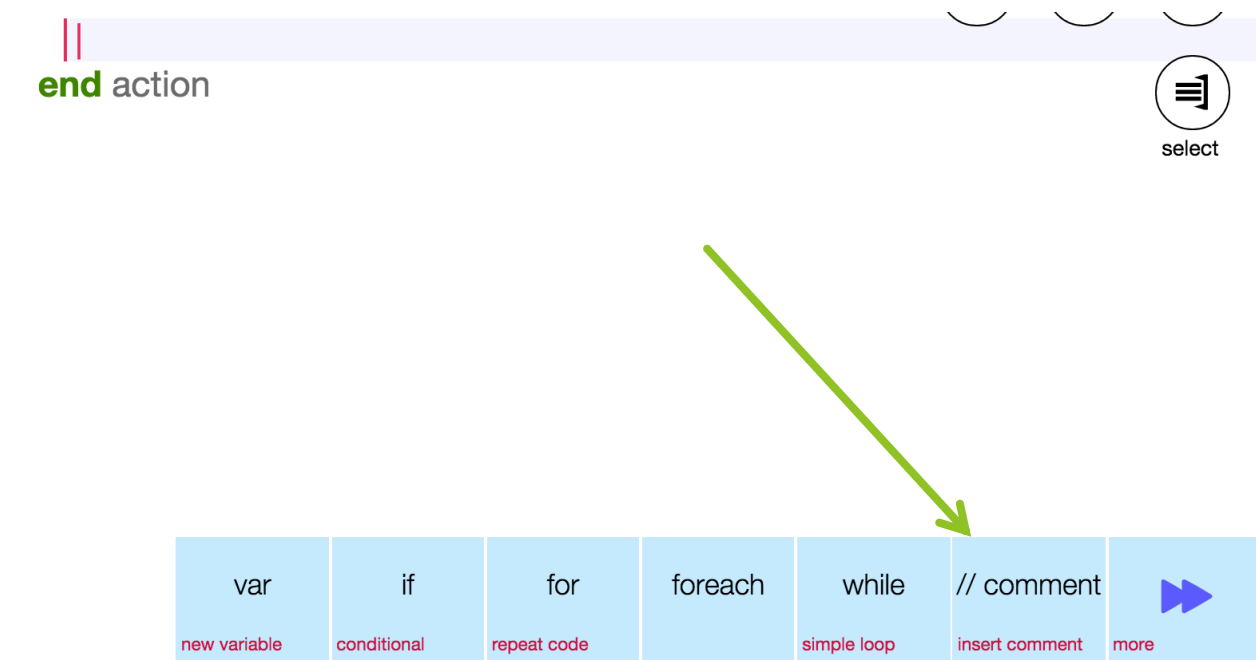 end action
select
var if for foreach while // comment
new variable conditional repeat code simple loop insert comment more